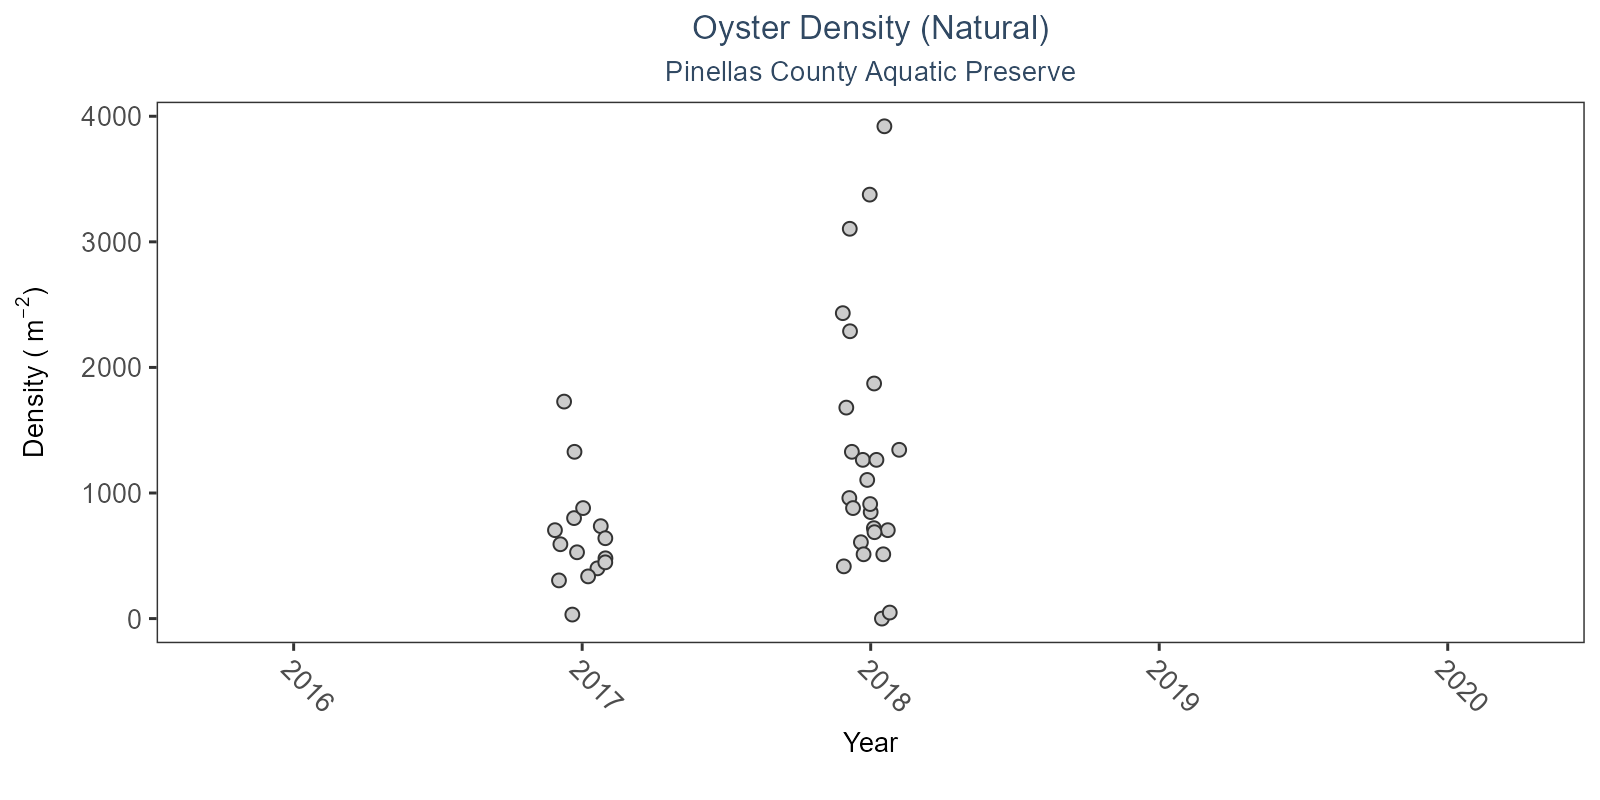 Oyster Density (Natural)
Pinellas County Aquatic Preserve
4000
3000
2000
1000
0
Density ( m⁻²)
2016
2017
2018
2019
2020
Year